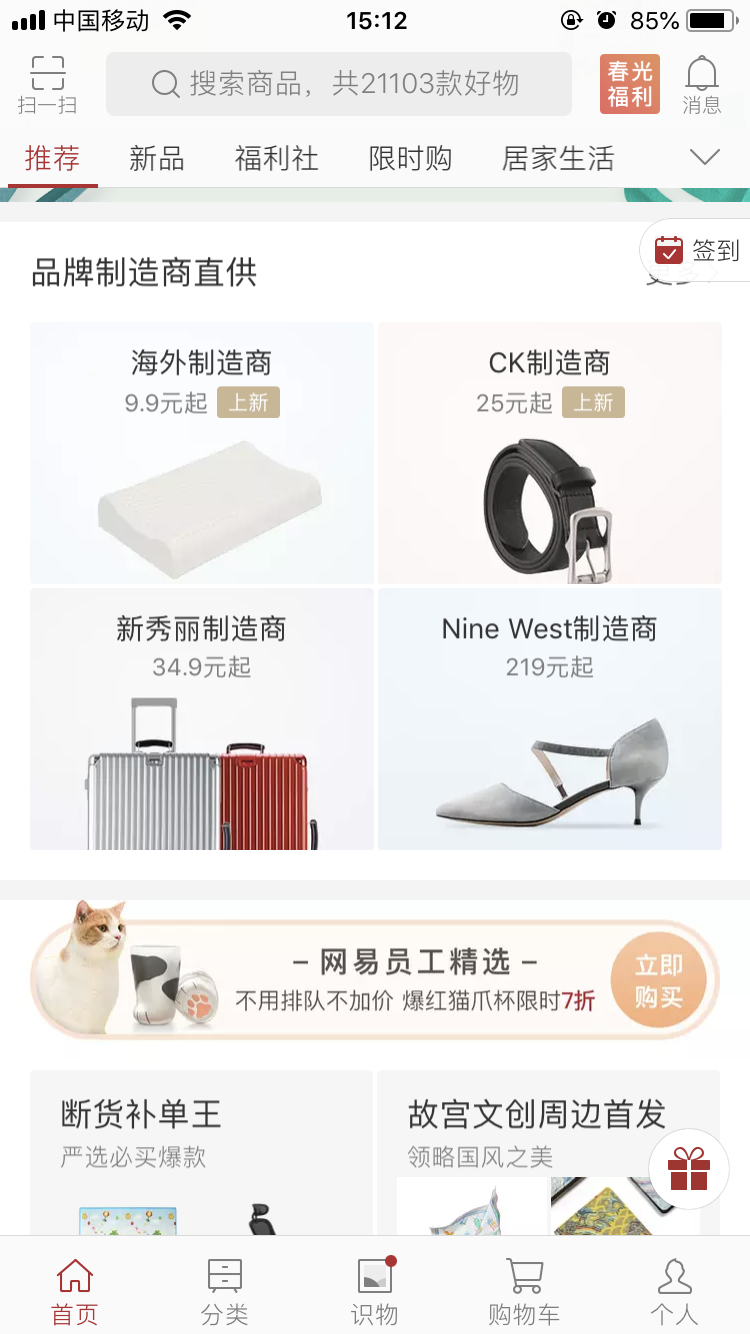 中国移动 15:12 85%
扫一扫
搜索商品，共21103款好物
春光
福利
消息
推荐 新品 福利社 限时购 居家生活
签到
品牌制造商直供
海外制造商
9.9元起 上新
CK制造商
25元起 上新
新秀丽制造商
34.9元起
Nine West制造商
219元起
– 网易员工精选 –
不用排队不加价 爆红猫爪杯限时7折
立即
购买
断货补单王
严选必买爆款
故宫文创周边首发
领略国风之美
首页 分类 识物 购物车 个人